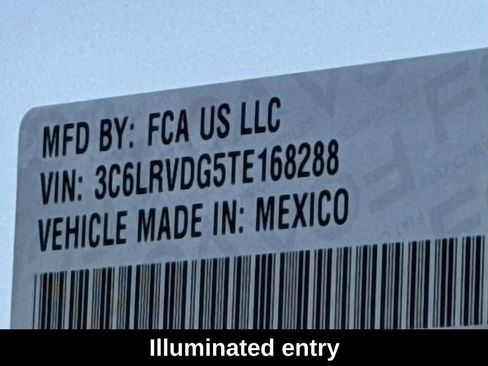 MFD BY: FCA US LLC
VIN: 3C6LRVDG5TE168288
VEHICLE MADE IN: MEXICO
Illuminated entry